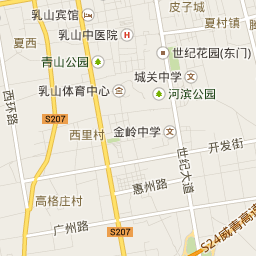 皮子城
乳山宾馆
夏村镇
夏西
乳山中医院
世纪花园(东门)
青山公园
城关中学
乳山体育中心
河滨公园
西环路
S207
西里村
金岭中学
开发街
世纪大道
惠州路
高格庄村
广州路
S207
S24威青高速